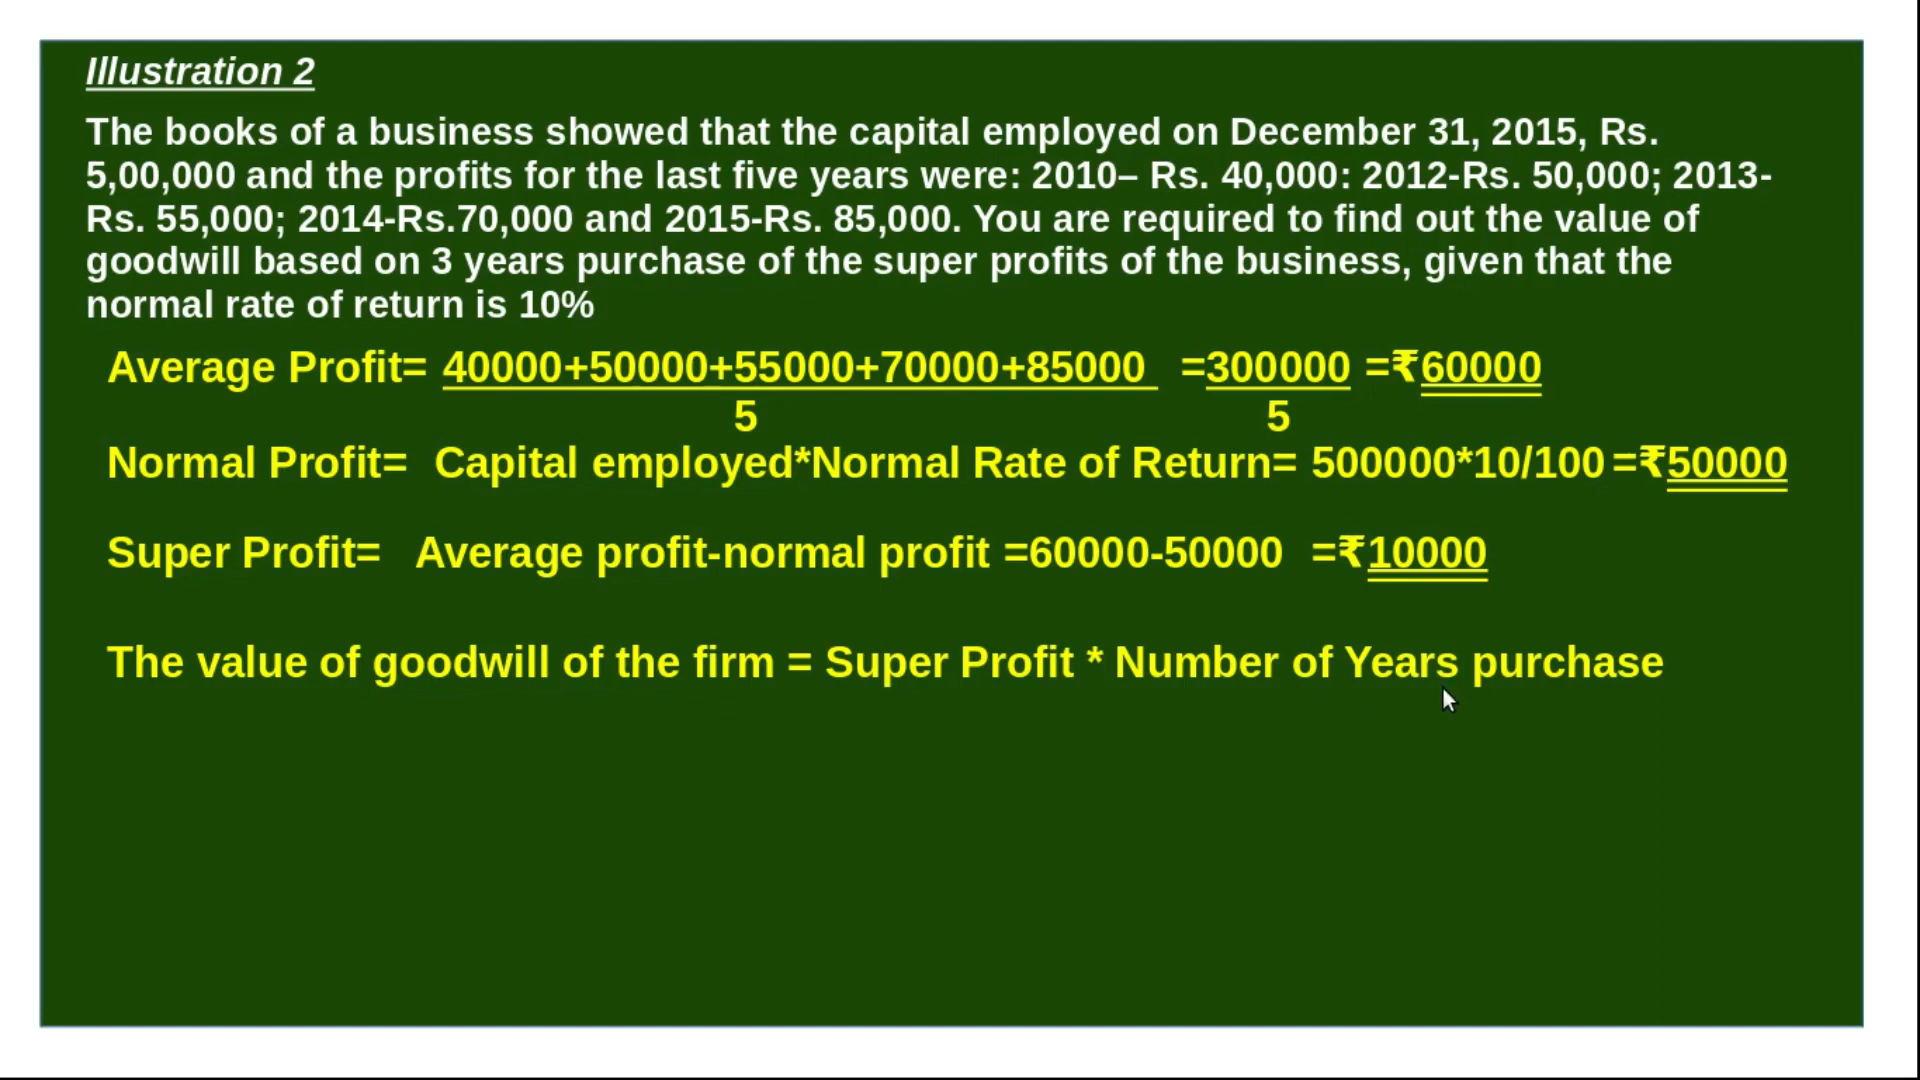 Illustration 2
The books of a business showed that the capital employed on December 31, 2015, Rs.
5,00,000 and the profits for the last five years were: 2010– Rs. 40,000: 2012-Rs. 50,000; 2013-
Rs. 55,000; 2014-Rs.70,000 and 2015-Rs. 85,000. You are required to find out the value of
goodwill based on 3 years purchase of the super profits of the business, given that the
normal rate of return is 10%
Average Profit= 40000+50000+55000+70000+85000 =300000 =₹60000
5 5
Normal Profit= Capital employed*Normal Rate of Return= 500000*10/100 =₹50000
Super Profit= Average profit-normal profit =60000-50000 =₹10000
The value of goodwill of the firm = Super Profit * Number of Years purchase